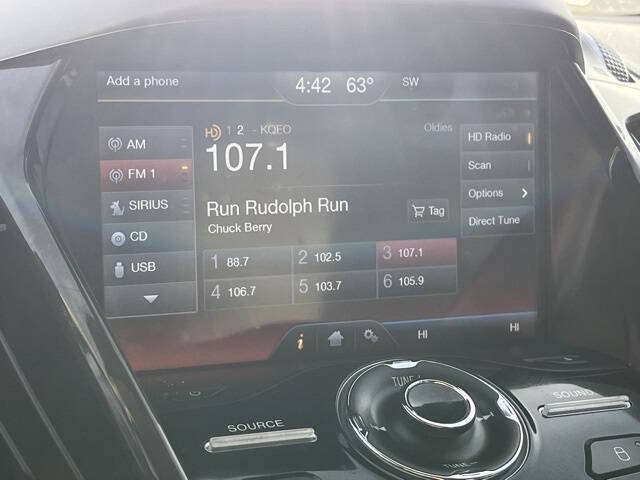 Add a phone 4:42 63° SW
HD 1 2 - KQEO Oldies
107.1
AM
FM 1
SIRIUS
CD
USB
Run Rudolph Run
Chuck Berry
Tag
HD Radio
Scan
Options
Direct Tune
1 88.7 2 102.5 3 107.1
4 106.7 5 103.7 6 105.9
i HI HI
TUNE +
SOURCE
SOUND
TUNE -